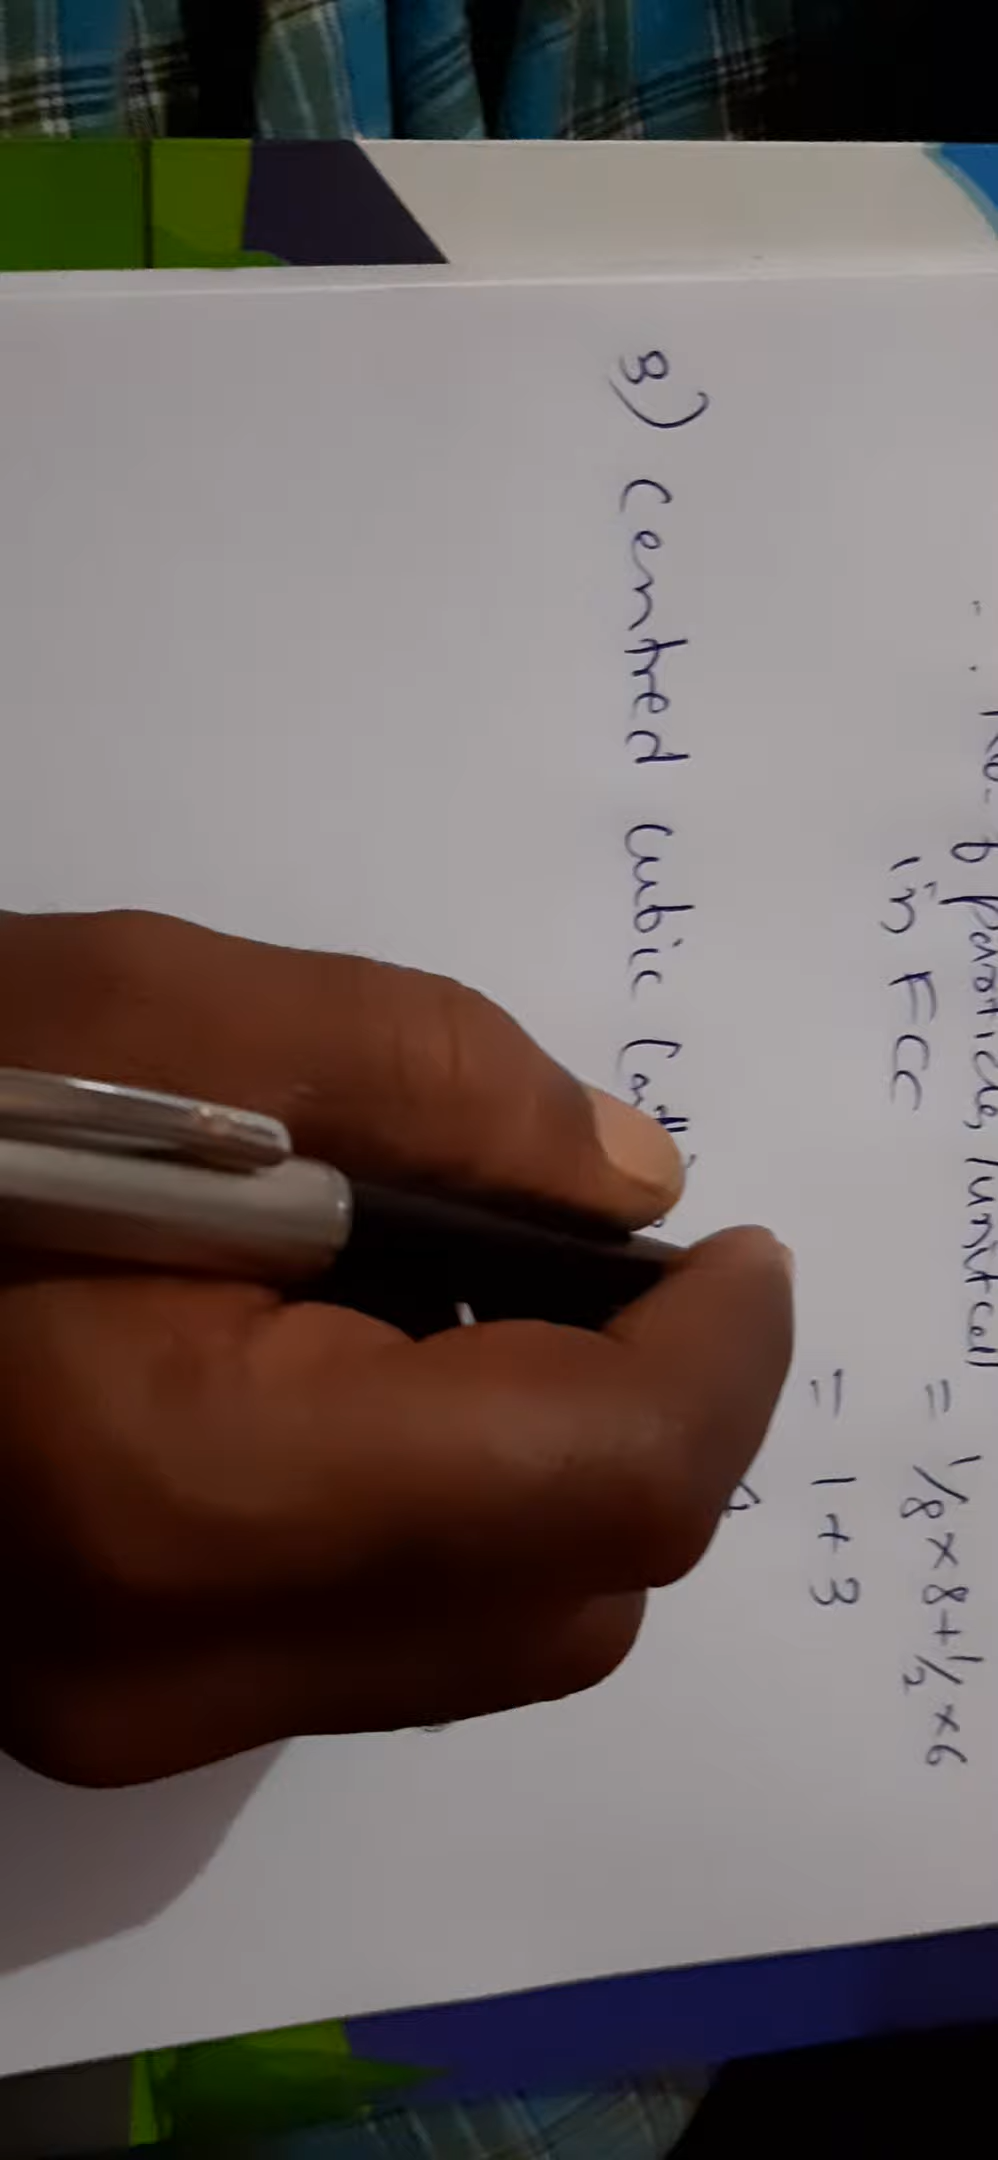 ∴ No. of particles / unit cell = 1/8 × 8 + 1/2 × 6
in FCC
= 1 + 3
3) Centred cubic